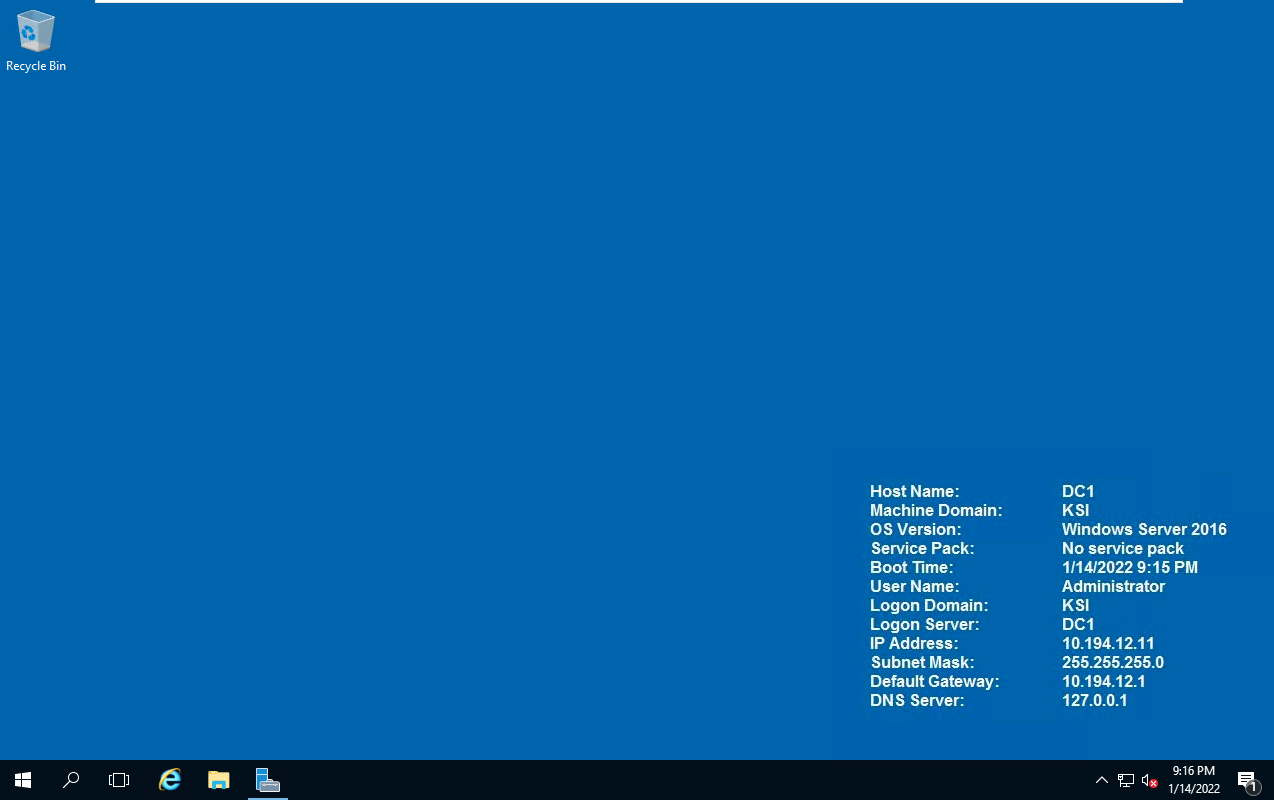 Recycle Bin
Host Name: DC1
Machine Domain: KSI
OS Version: Windows Server 2016
Service Pack: No service pack
Boot Time: 1/14/2022 9:15 PM
User Name: Administrator
Logon Domain: KSI
Logon Server: DC1
IP Address: 10.194.12.11
Subnet Mask: 255.255.255.0
Default Gateway: 10.194.12.1
DNS Server: 127.0.0.1
9:16 PM
1/14/2022
1